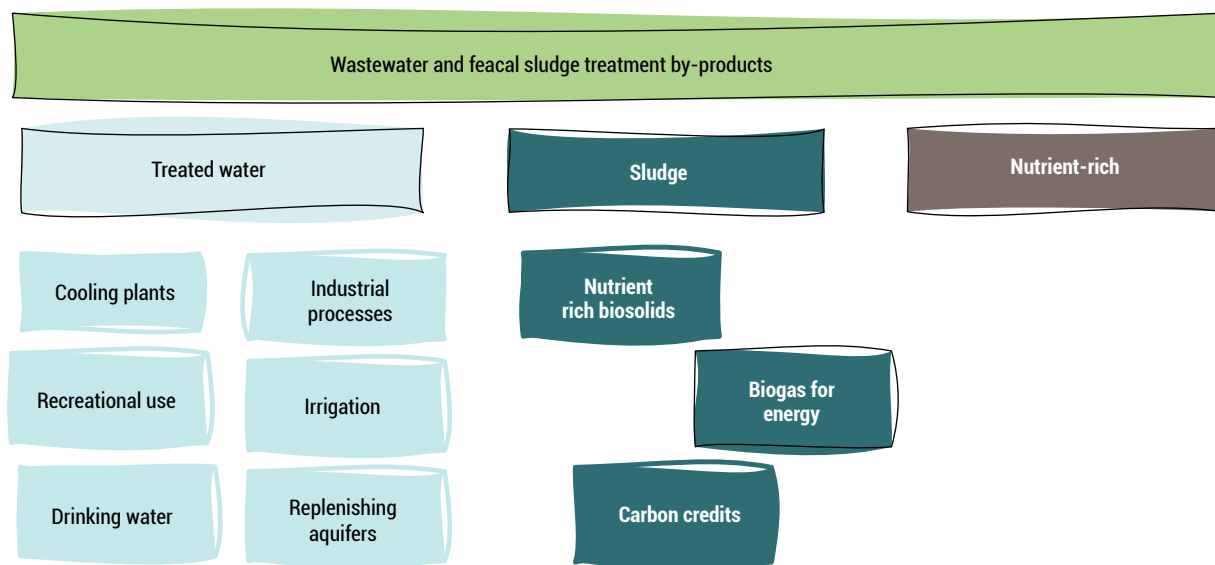 Wastewater and feacal sludge treatment by-products
Treated water
Sludge
Nutrient-rich
Cooling plants
Industrial
processes
Nutrient
rich biosolids
Recreational use
Irrigation
Biogas for
energy
Drinking water
Replenishing
aquifers
Carbon credits